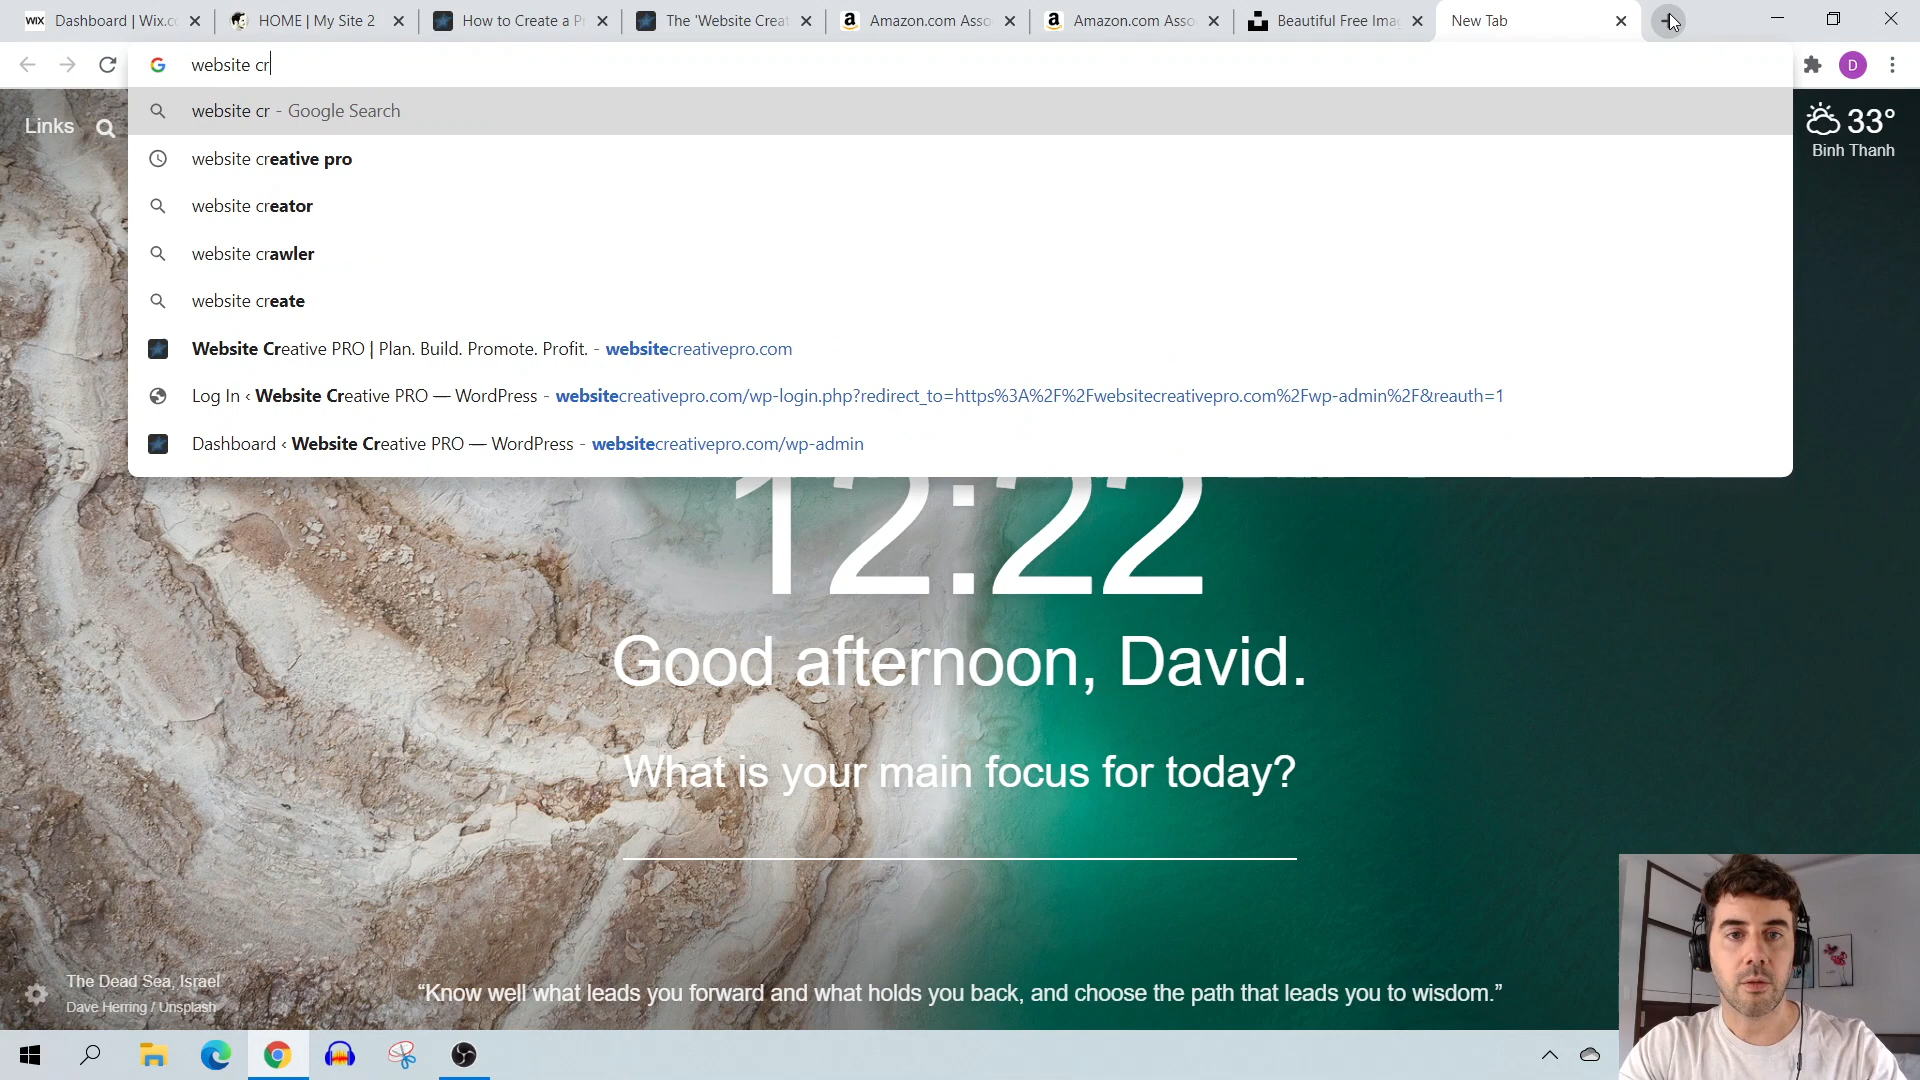 WIX Dashboard | Wix.cc
HOME | My Site 2
How to Create a P
The 'Website Creat
Amazon.com Asso
Amazon.com Asso
Beautiful Free Ima
New Tab
website cr
D
website cr - Google Search
website creative pro
website creator
website crawler
website create
Website Creative PRO | Plan. Build. Promote. Profit. - websitecreativepro.com
Log In ‹ Website Creative PRO — WordPress - websitecreativepro.com/wp-login.php?redirect_to=https%3A%2F%2Fwebsitecreativepro.com%2Fwp-admin%2F&reauth=1
Dashboard ‹ Website Creative PRO — WordPress - websitecreativepro.com/wp-admin
Links
33°
Binh Thanh
12:22
Good afternoon, David.
What is your main focus for today?
The Dead Sea, Israel
Dave Herring / Unsplash
“Know well what leads you forward and what holds you back, and choose the path that leads you to wisdom.”